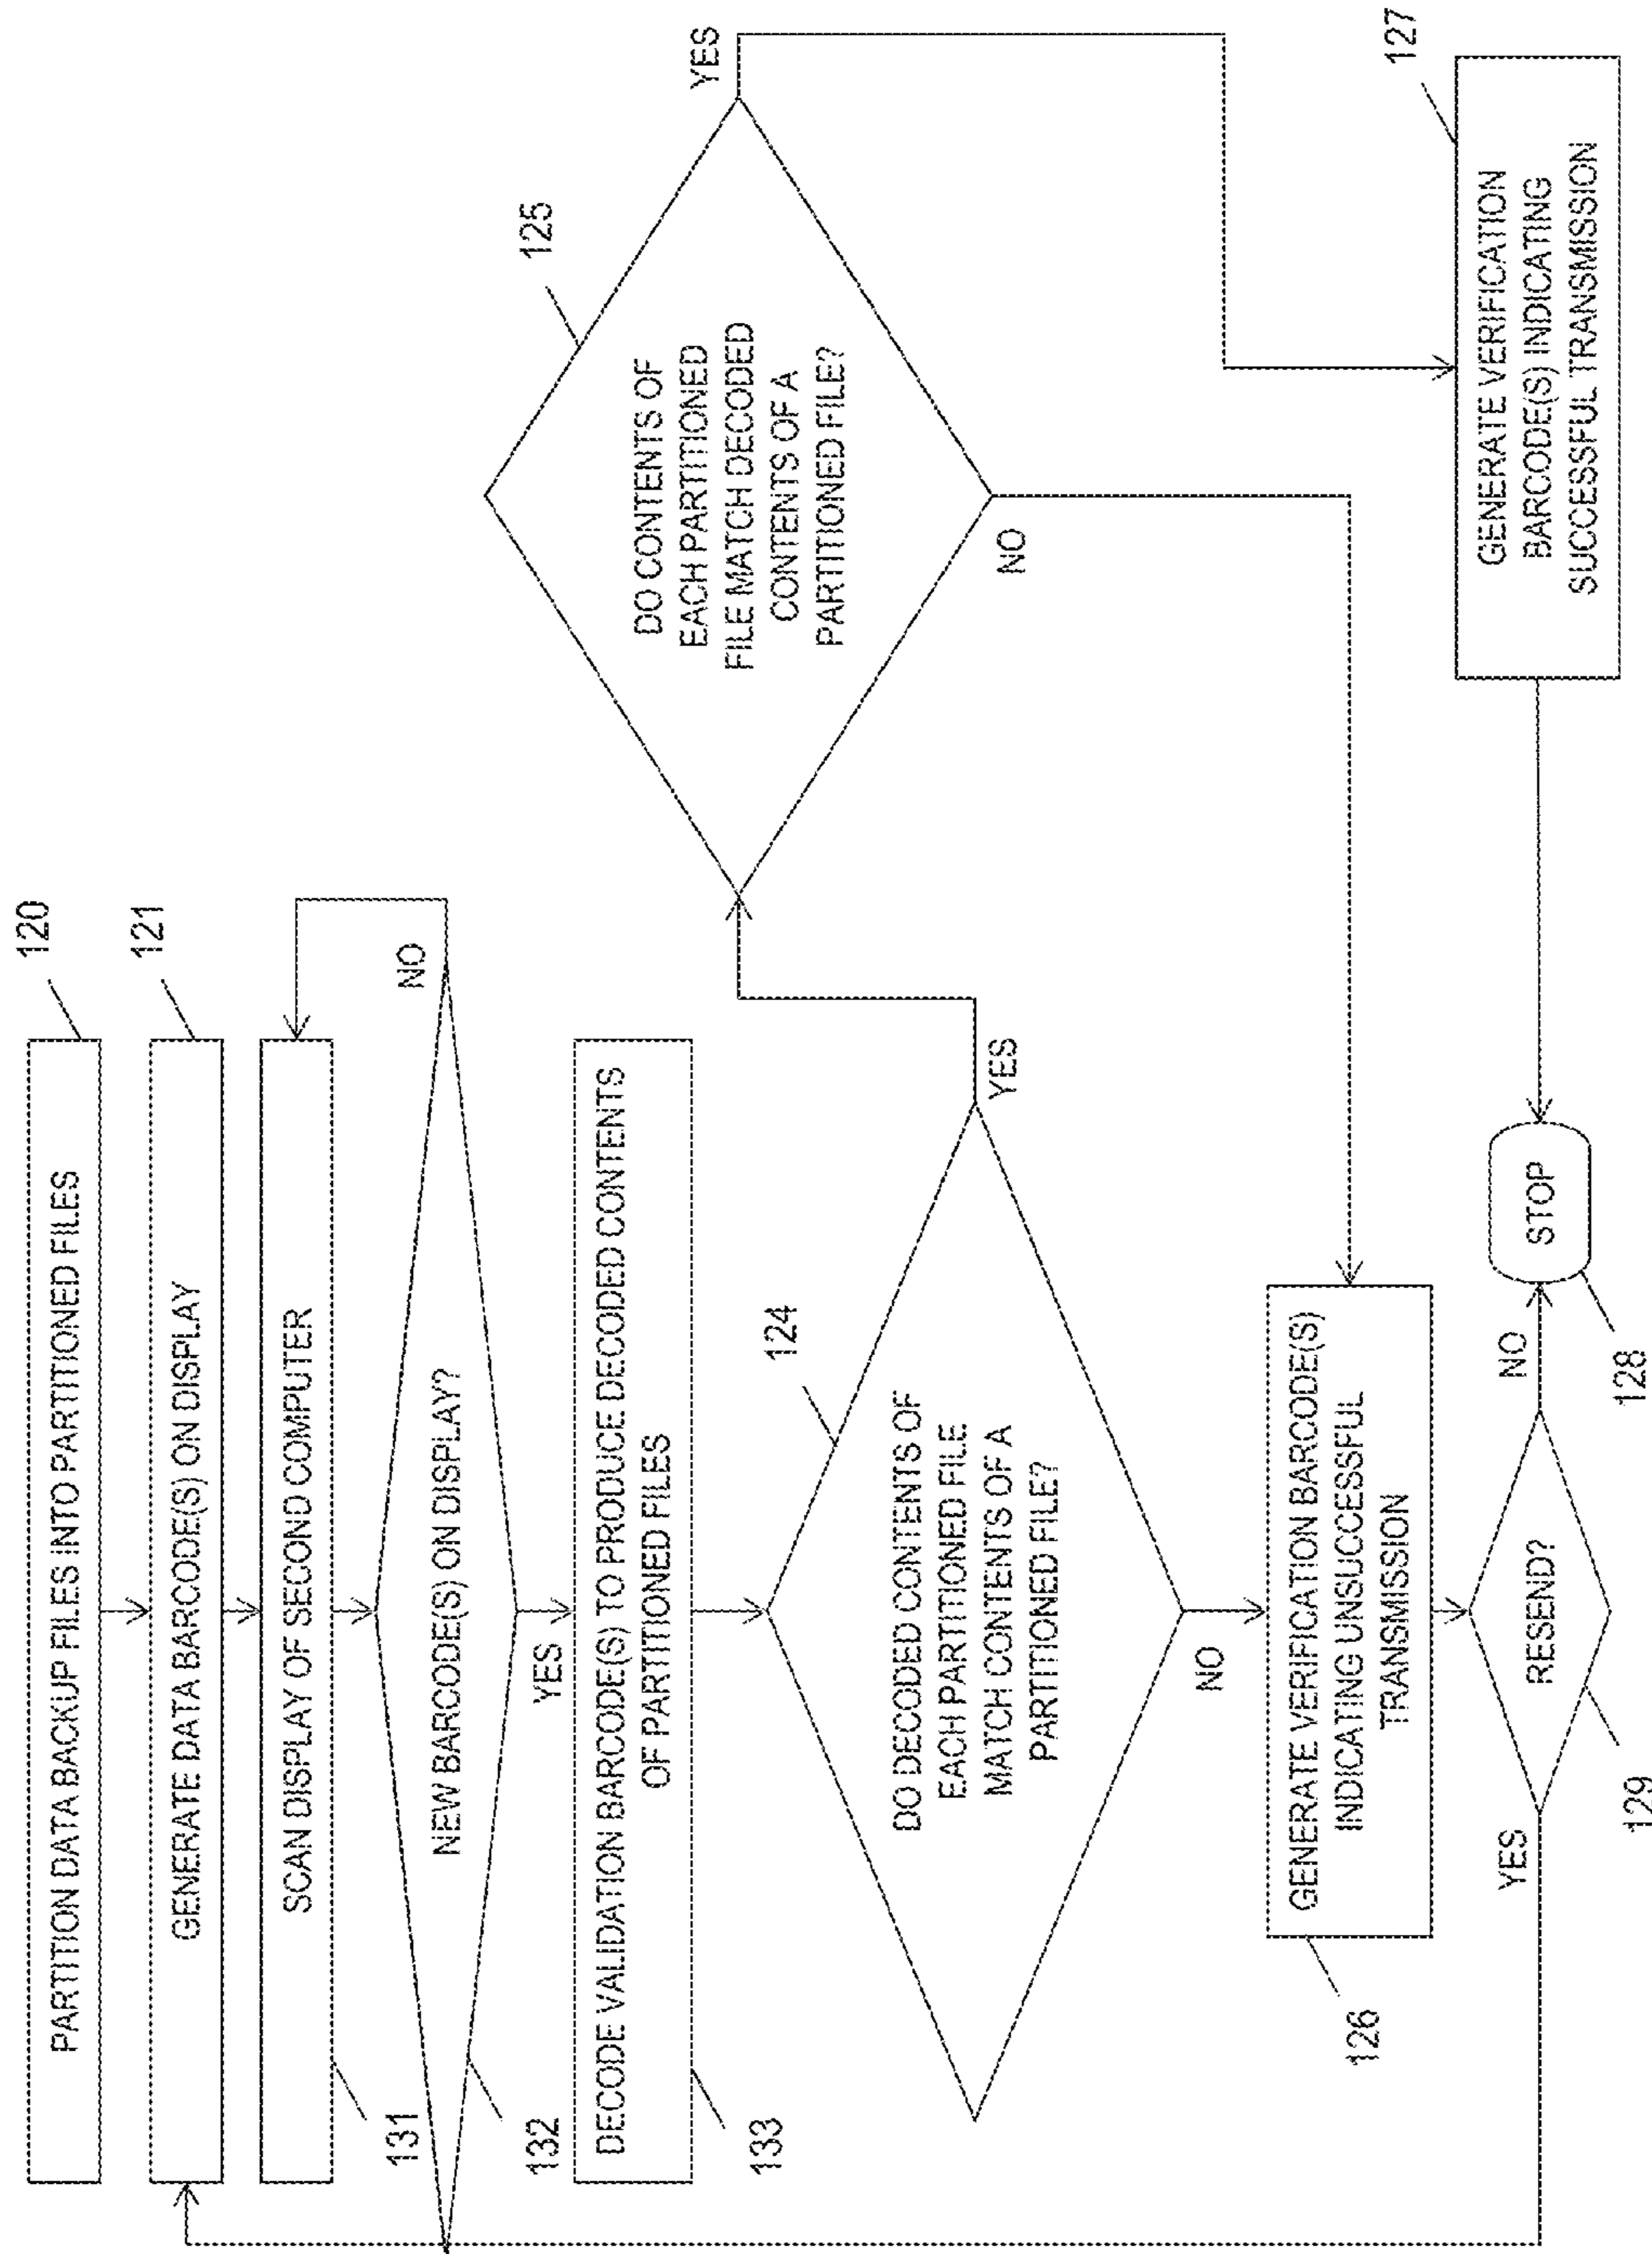 120
PARTITION DATA BACKUP FILES INTO PARTITIONED FILES
121
GENERATE DATA BARCODE(S) ON DISPLAY
SCAN DISPLAY OF SECOND COMPUTER
131
NO
NEW BARCODE(S) ON DISPLAY?
132
YES
DECODE VALIDATION BARCODE(S) TO PRODUCE DECODED CONTENTS
OF PARTITIONED FILES
133
124
DO DECODED CONTENTS OF
EACH PARTITIONED FILE
MATCH CONTENTS OF A
PARTITIONED FILE?
YES
NO
125
DO CONTENTS OF
EACH PARTITIONED
FILE MATCH DECODED
CONTENTS OF A
PARTITIONED FILE?
YES
NO
GENERATE VERIFICATION BARCODE(S)
INDICATING UNSUCCESSFUL
TRANSMISSION
126
127
GENERATE VERIFICATION
BARCODE(S) INDICATING
SUCCESSFUL TRANSMISSION
YES
RESEND?
NO
STOP
129
128